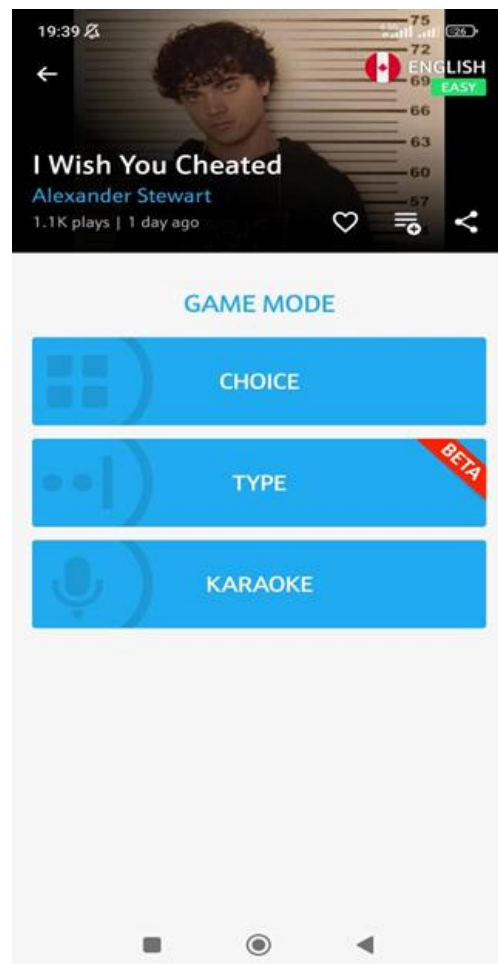 19:39
26
75
72
69
66
63
60
57
ENGLISH
EASY
I Wish You Cheated
Alexander Stewart
1.1K plays | 1 day ago
GAME MODE
CHOICE
TYPE
BETA
KARAOKE